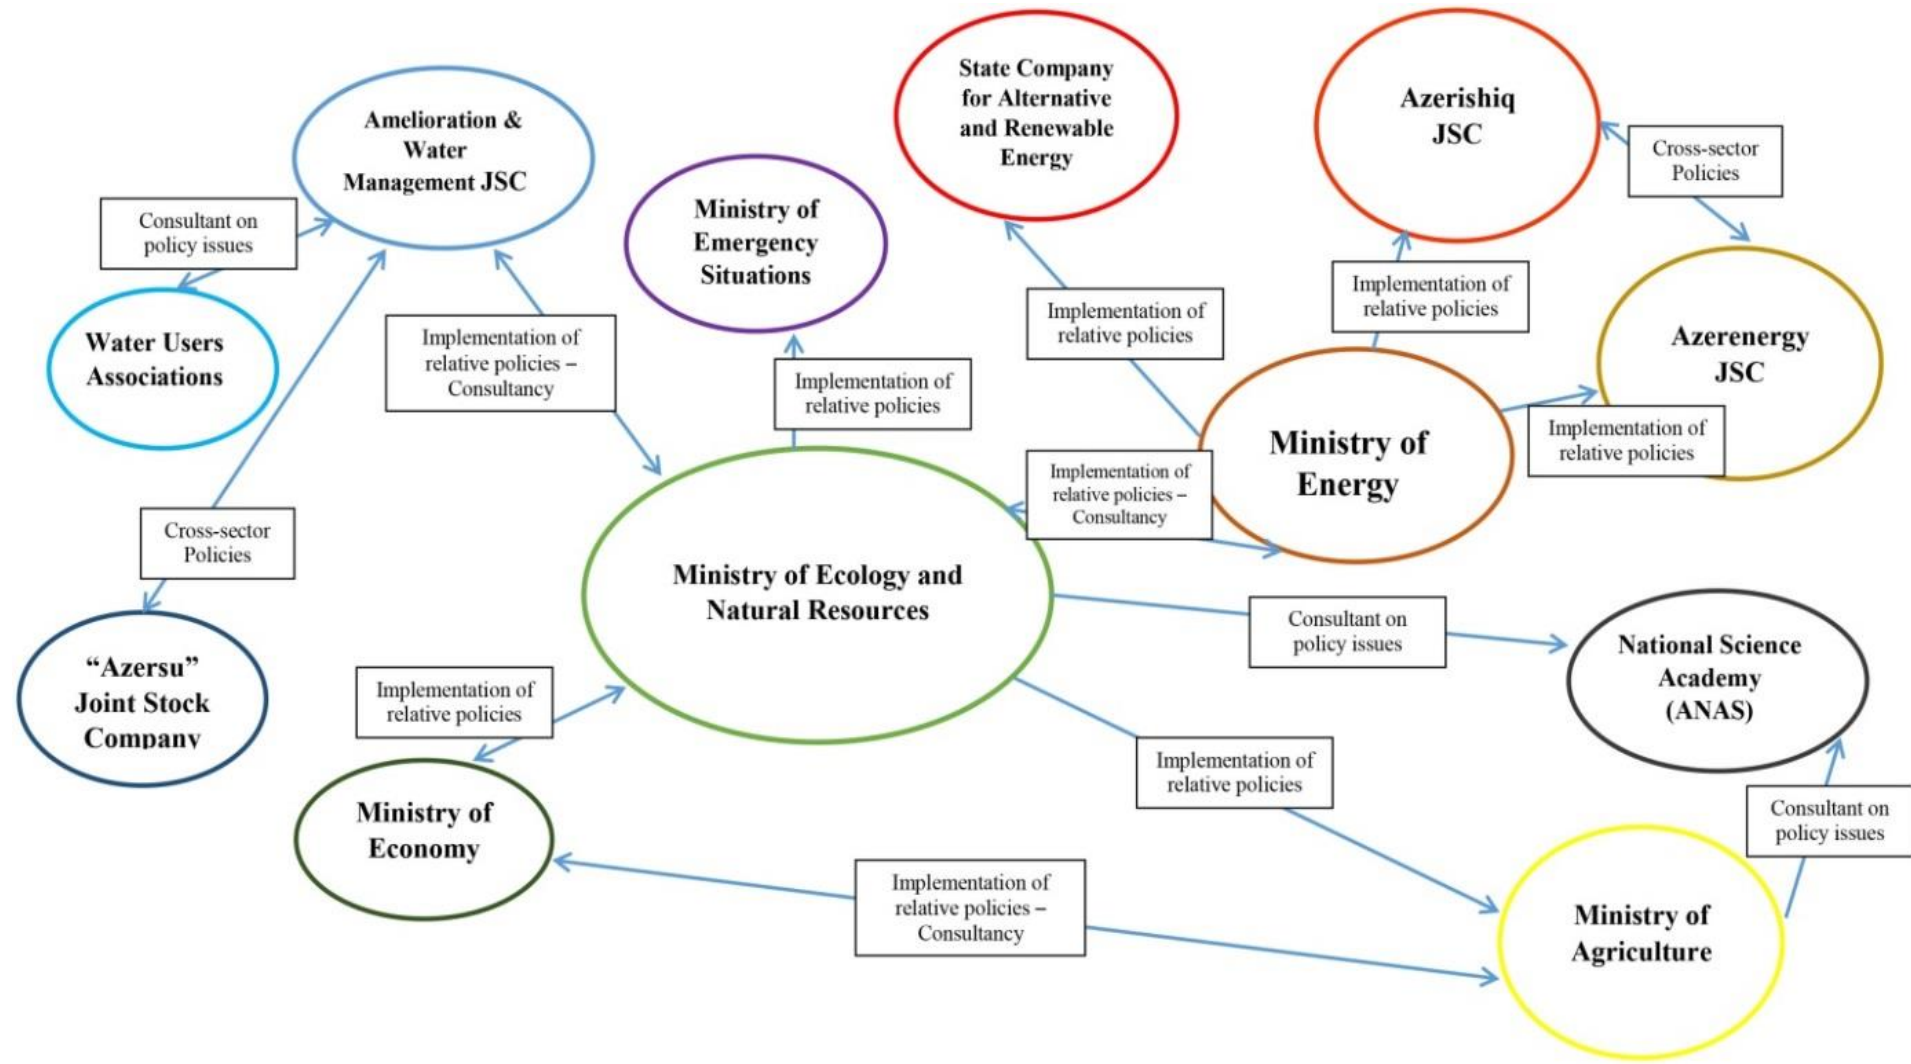 State Company
for Alternative
and Renewable
Energy
Azerishiq
JSC
Amelioration &
Water
Management JSC
Cross-sector
Policies
Ministry of
Emergency
Situations
Consultant on
policy issues
Implementation of
relative policies
Implementation of
relative policies
Water Users
Associations
Implementation of
relative policies –
Consultancy
Azerenergy
JSC
Implementation of
relative policies
Ministry of
Energy
Implementation of
relative policies
Implementation of
relative policies –
Consultancy
Cross-sector
Policies
Ministry of Ecology and
Natural Resources
Consultant on
policy issues
National Science
Academy
(ANAS)
“Azersu”
Joint Stock
Company
Implementation of
relative policies
Implementation of
relative policies
Ministry of
Economy
Consultant on
policy issues
Implementation of
relative policies –
Consultancy
Ministry of
Agriculture